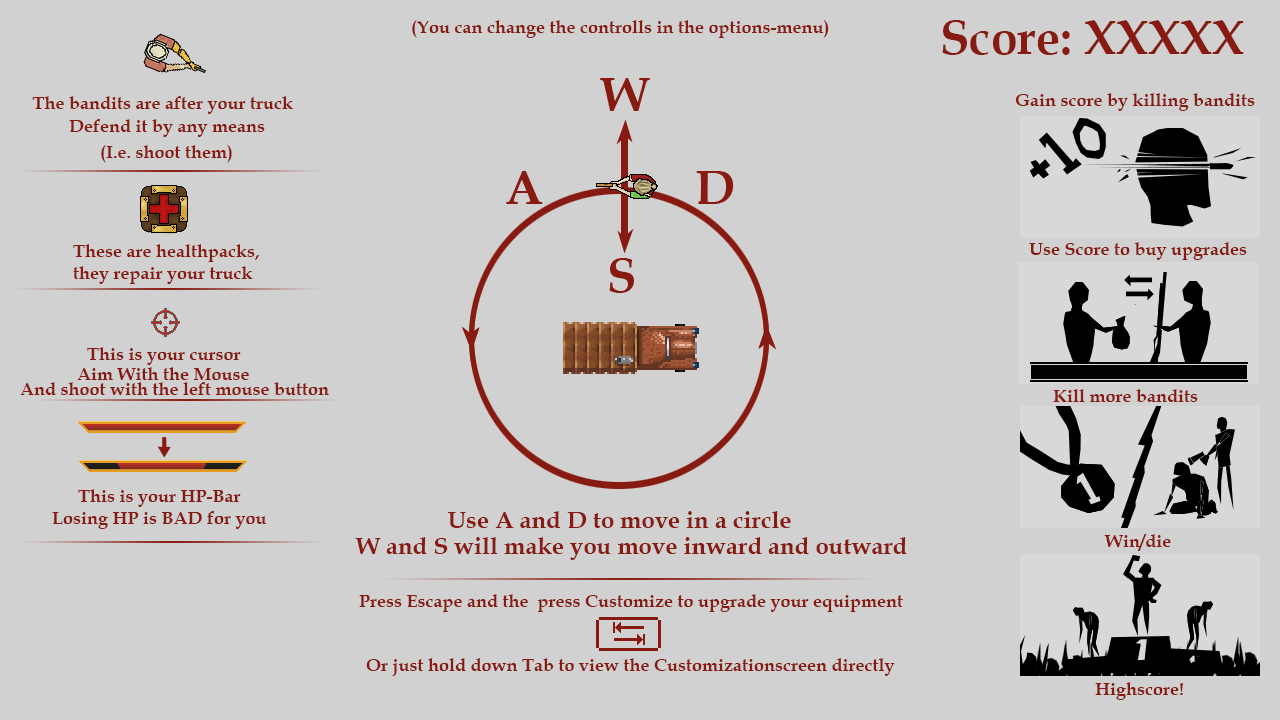 (You can change the controlls in the options-menu)
Score: XXXXX
The bandits are after your truck
Defend it by any means
(I.e. shoot them)
These are healthpacks,
they repair your truck
This is your cursor
Aim With the Mouse
And shoot with the left mouse button
This is your HP-Bar
Losing HP is BAD for you
W
A
D
S
Use A and D to move in a circle
W and S will make you move inward and outward
Press Escape and the  press Customize to upgrade your equipment
Or just hold down Tab to view the Customizationscreen directly
Gain score by killing bandits
+10
Use Score to buy upgrades
Kill more bandits
1
Win/die
1
Highscore!